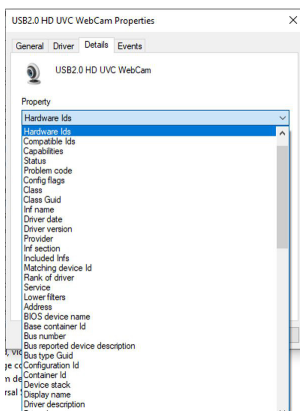 USB2.0 HD UVC WebCam Properties
General Driver Details Events
USB2.0 HD UVC WebCam
Property
Hardware Ids
Hardware Ids
Compatible Ids
Capabilities
Status
Problem code
Config flags
Class
Class Guid
Inf name
Driver date
Driver version
Provider
Inf section
Included Infs
Matching device Id
Rank of driver
Service
Lower filters
Address
BIOS device name
Base container Id
Bus number
Bus reported device description
Bus type Guid
Configuration Id
Container Id
Device stack
Display name
Driver description